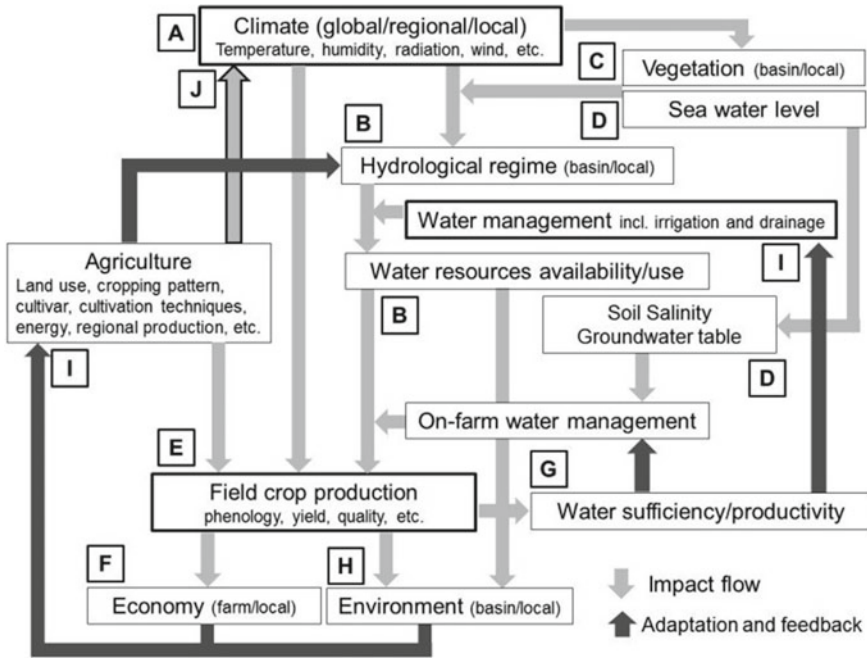 A
Climate (global/regional/local)
Temperature, humidity, radiation, wind, etc.
J
C
Vegetation (basin/local)
D
Sea water level
B
Hydrological regime (basin/local)
Water management incl. irrigation and drainage
I
Agriculture
Land use, cropping pattern,
cultivar, cultivation techniques,
energy, regional production, etc.
Water resources availability/use
B
Soil Salinity
Groundwater table
I
D
On-farm water management
E
G
Field crop production
phenology, yield, quality, etc.
Water sufficiency/productivity
F
H
Economy (farm/local)
Environment (basin/local)
Impact flow
Adaptation and feedback